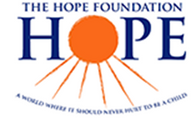 THE HOPE FOUNDATION
HOPE
A WORLD WHERE IT SHOULD NEVER HURT TO BE A CHILD